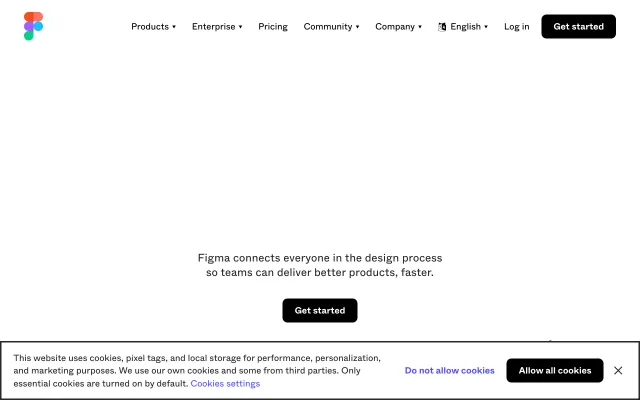 Products
Enterprise
Pricing
Community
Company
English
Log in
Get started
Figma connects everyone in the design process
so teams can deliver better products, faster.
Get started
This website uses cookies, pixel tags, and local storage for performance, personalization,
and marketing purposes. We use our own cookies and some from third parties. Only
essential cookies are turned on by default. Cookies settings
Do not allow cookies
Allow all cookies